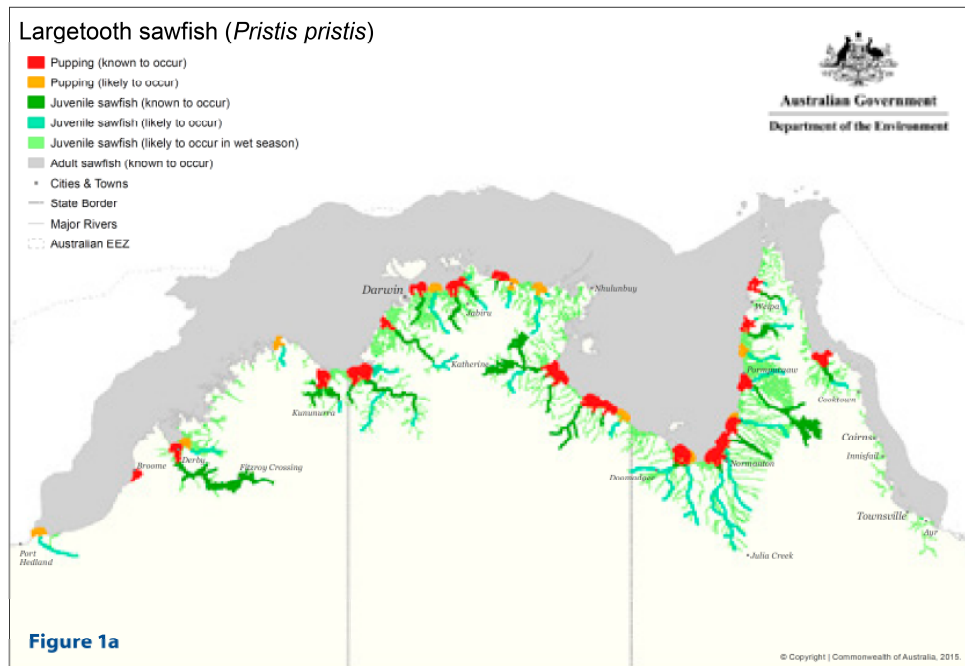 Largetooth sawfish (Pristis pristis)
Pupping (known to occur)
Pupping (likely to occur)
Juvenile sawfish (known to occur)
Juvenile sawfish (likely to occur)
Juvenile sawfish (likely to occur in wet season)
Adult sawfish (known to occur)
Cities & Towns
State Border
Major Rivers
Australian EEZ
Australian Government
Department of the Environment
Darwin
Nhulunbuy
Jabiru
Weipa
Katherine
Pormpuraaw
Kununurra
Cooktown
Cairns
Derby
Broome
Fitzroy Crossing
Innisfail
Normanton
Doomadgee
Townsville
Ayr
Port
Hedland
Julia Creek
Figure 1a
© Copyright | Commonwealth of Australia, 2015.